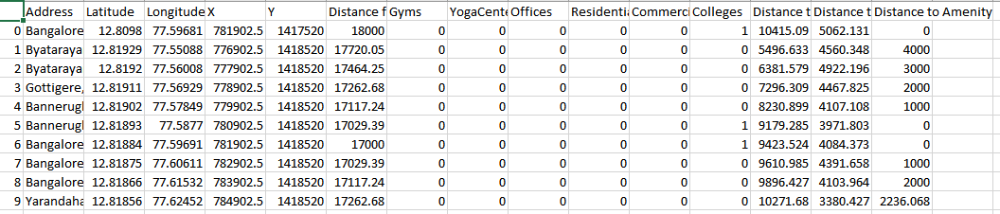 Address Latitude Longitude X Y Distance f Gyms YogaCent Offices Residenti Commerci Colleges Distance t Distance t Distance to Amenity
0 Bangalore 12.8098 77.59681 781902.5 1417520 18000 0 0 0 0 0 1 10415.09 5062.131 0
1 Byataraya 12.81929 77.55088 776902.5 1418520 17720.05 0 0 0 0 0 0 5496.633 4560.348 4000
2 Byataraya 12.8192 77.56008 777902.5 1418520 17464.25 0 0 0 0 0 0 6381.579 4922.196 3000
3 Gottigere, 12.81911 77.56929 778902.5 1418520 17262.68 0 0 0 0 0 0 7296.309 4467.825 2000
4 Bannerugh 12.81902 77.57849 779902.5 1418520 17117.24 0 0 0 0 0 0 8230.899 4107.108 1000
5 Bannerugh 12.81893 77.5877 780902.5 1418520 17029.39 0 0 0 0 0 1 9179.285 3971.803 0
6 Bangalore 12.81884 77.59691 781902.5 1418520 17000 0 0 0 0 0 1 9423.524 4084.373 0
7 Bangalore 12.81875 77.60611 782902.5 1418520 17029.39 0 0 0 0 0 0 9610.985 4391.658 1000
8 Bangalore 12.81866 77.61532 783902.5 1418520 17117.24 0 0 0 0 0 0 9896.427 4103.964 2000
9 Yarandaha 12.81856 77.62452 784902.5 1418520 17262.68 0 0 0 0 0 0 10271.68 3380.427 2236.068